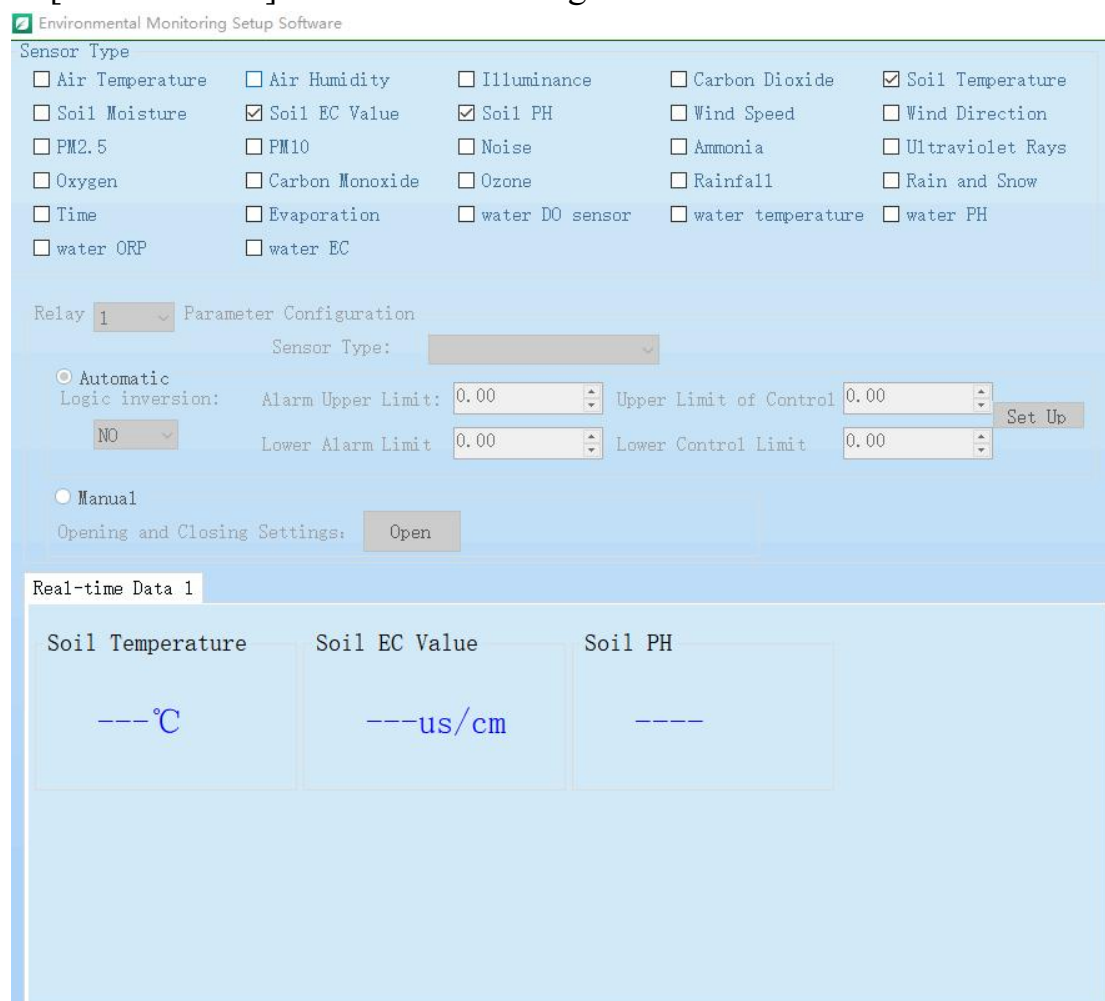 Environmental Monitoring Setup Software
Sensor Type
Air Temperature Air Humidity Illuminance Carbon Dioxide Soil Temperature
Soil Moisture Soil EC Value Soil PH Wind Speed Wind Direction
PM2.5 PM10 Noise Ammonia Ultraviolet Rays
Oxygen Carbon Monoxide Ozone Rainfall Rain and Snow
Time Evaporation water DO sensor water temperature water PH
water ORP water EC
Relay 1 Parameter Configuration
Sensor Type:
Automatic
Logic inversion: Alarm Upper Limit: 0.00 Upper Limit of Control 0.00
Set Up
NO Lower Alarm Limit 0.00 Lower Control Limit 0.00
Manual
Opening and Closing Settings: Open
Real-time Data 1
Soil Temperature Soil EC Value Soil PH
---℃ ---us/cm ----